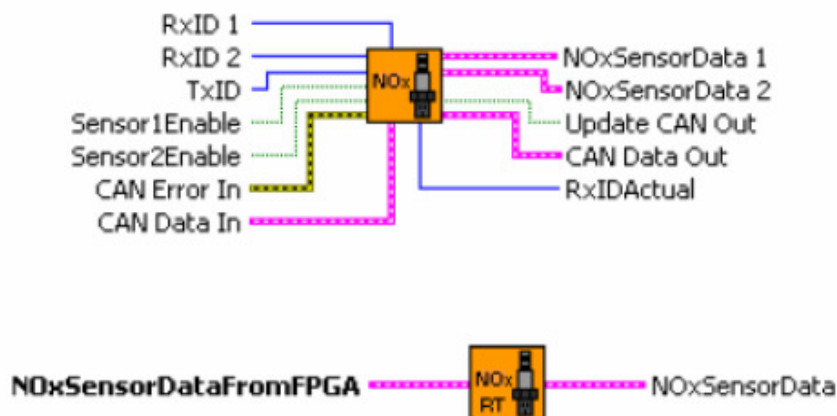 RxID 1
RxID 2
TxID
Sensor1Enable
Sensor2Enable
CAN Error In
CAN Data In
NOx
NOxSensorData 1
NOxSensorData 2
Update CAN Out
CAN Data Out
RxIDActual
NOxSensorDataFromFPGA
NOx
RT
NOxSensorData